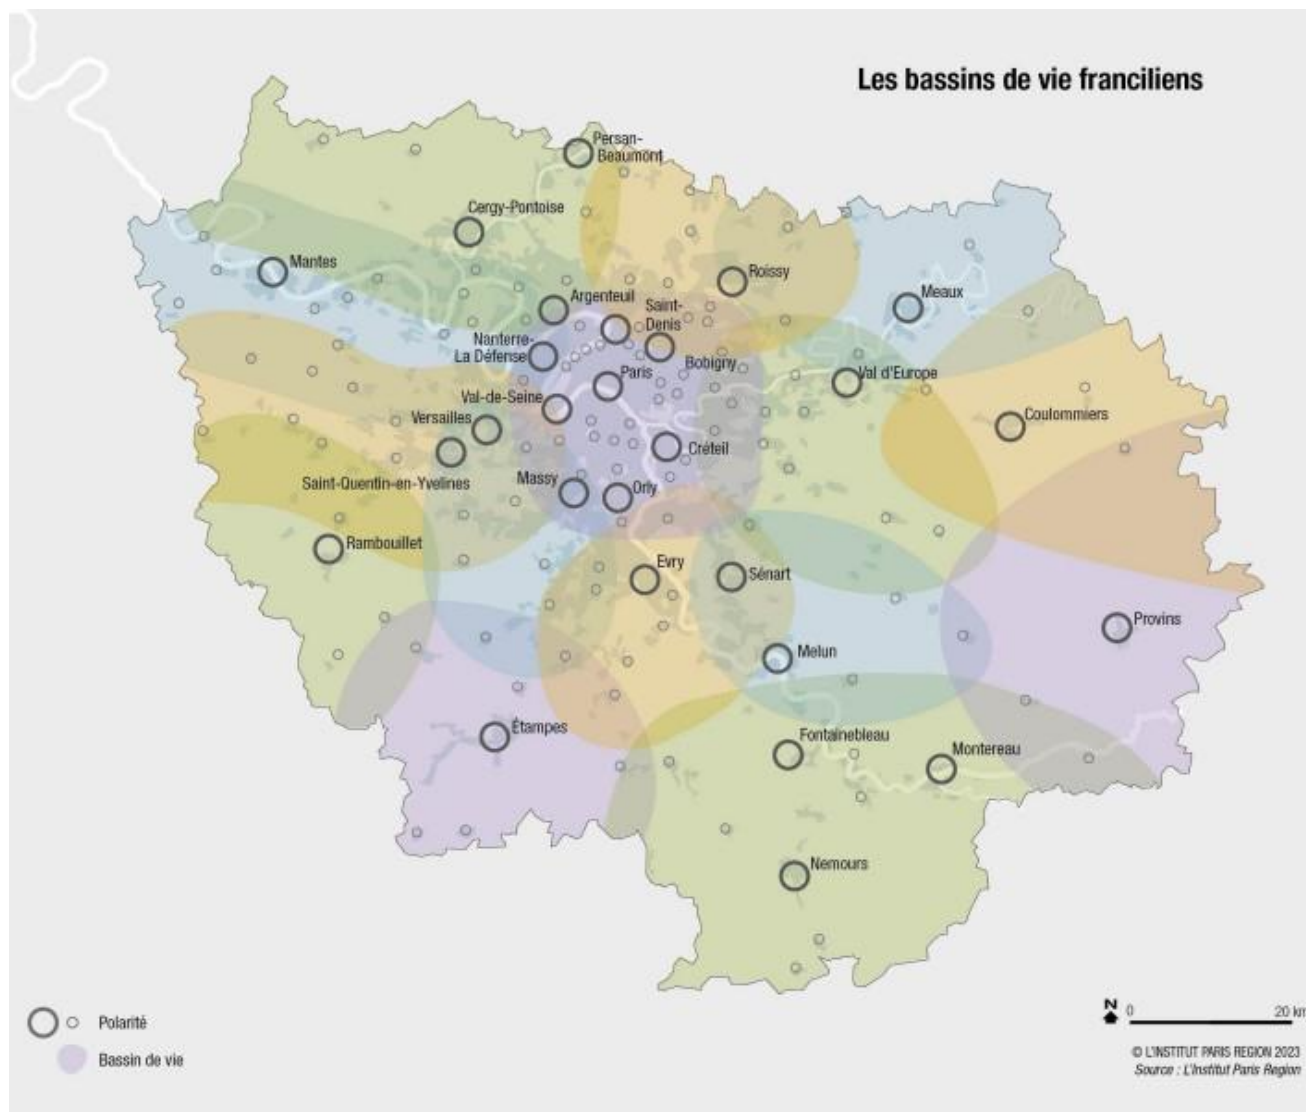 Les bassins de vie franciliens
Persan-
Beaumont
Cergy-Pontoise
Mantes
Roissy
Argenteuil
Saint-
Denis
Meaux
Nanterre-
La Défense
Bobigny
Paris
Val d'Europe
Val-de-Seine
Versailles
Coulommiers
Créteil
Saint-Quentin-en-Yvelines
Massy
Orly
Rambouillet
Evry
Sénart
Provins
Melun
Étampes
Fontainebleau
Montereau
Nemours
Polarité
Bassin de vie
N
0
20 km
© L'INSTITUT PARIS REGION 2023
Source : L'Institut Paris Region